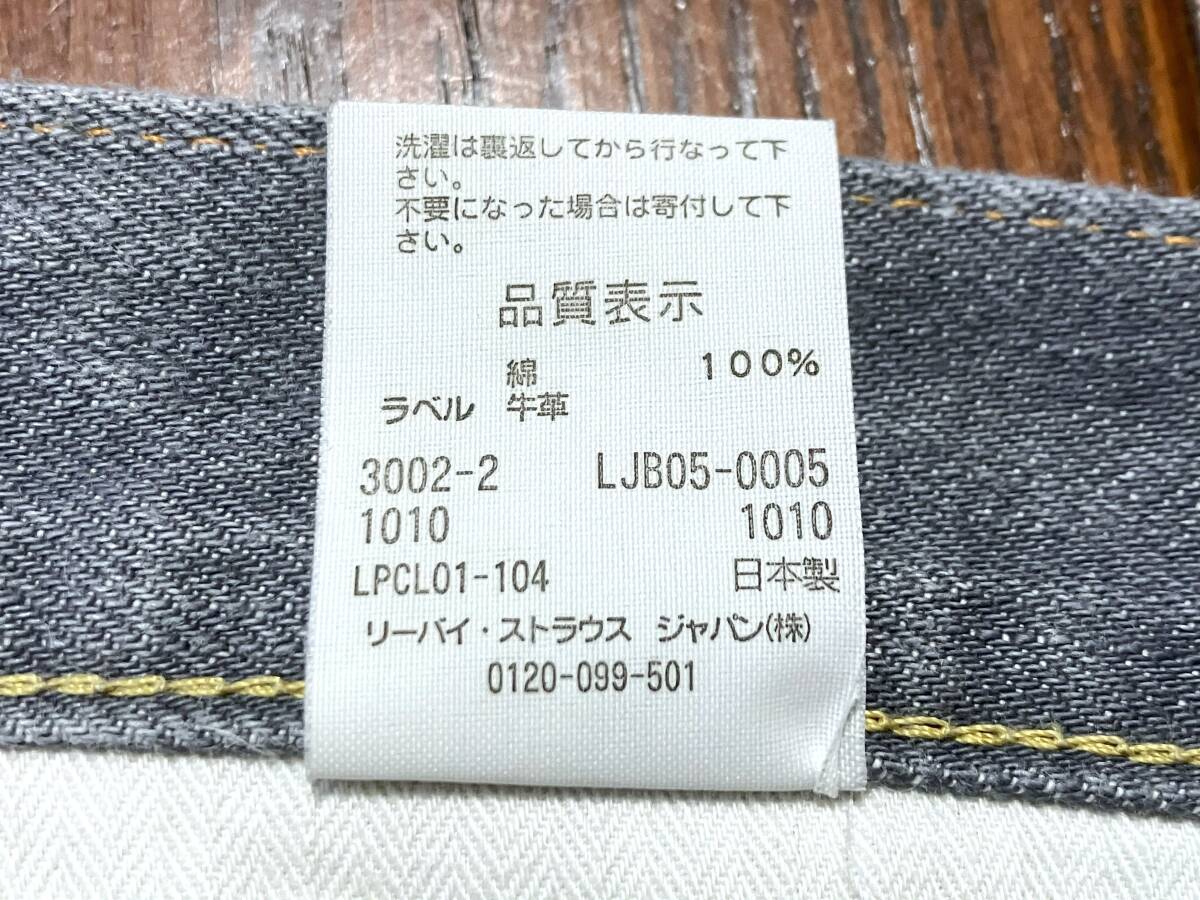 洗濯は裏返してから行なって下
さい。
不要になった場合は寄付して下
さい。
品質表示
綿 100%
ラベル 牛革
3002-2 LJB05-0005
1010 1010
LPCL01-104 日本製
リーバイ・ストラウス ジャパン(株)
0120-099-501